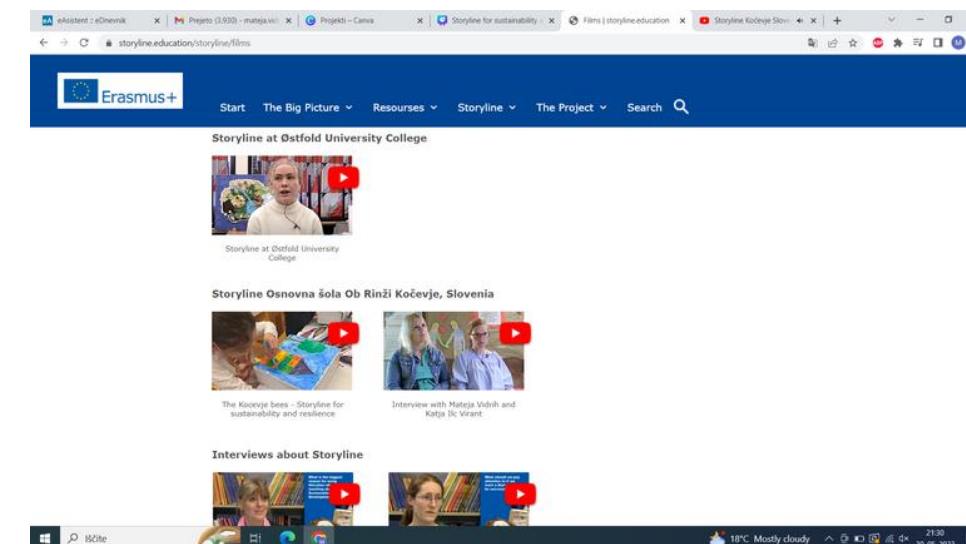 eAsistent :: eDnevnik
Prejeto (3.930) - mateja.vid
Projekti – Canva
Storyline for sustainability
Films | storyline.education
Storyline Kočevje Slov
storyline.education/storyline/films
Erasmus+
Start The Big Picture Resourses Storyline The Project Search
Storyline at Østfold University College
Storyline at Østfold University
College
Storyline Osnovna šola Ob Rinži Kočevje, Slovenia
The Kocevje bees - Storyline for
sustainability and resilience
Interview with Mateja Vidrih and
Katja Ilc Virant
Interviews about Storyline
Iščite
18°C Mostly cloudy
21:30